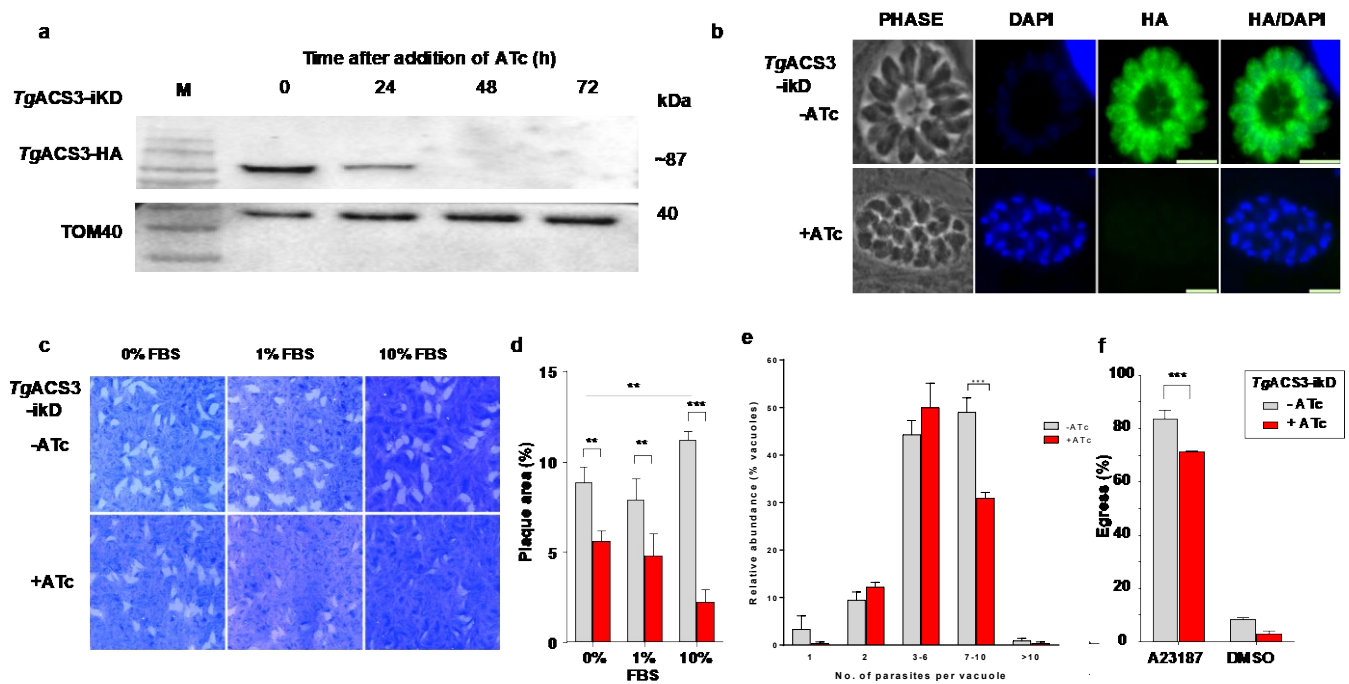 a
Time after addition of ATc (h)
TgACS3-iKD M 0 24 48 72 kDa
TgACS3-HA ~87
TOM40 40
b
PHASE DAPI HA HA/DAPI
TgACS3
-ikD
-ATc
+ATc
c
0% FBS 1% FBS 10% FBS
TgACS3
-ikD
-ATc
+ATc
d
15
10
5
0
Plaque area (%)
**
**
**
***
0% 1% 10%
FBS
e
60
50
40
30
20
10
0
Relative abundance (% vacuoles)
***
-ATc
+ATc
1 2 3-6 7-10 >10
No. of parasites per vacuole
f
100
80
60
40
20
0
Egress (%)
***
A23187 DMSO
TgACS3-ikD
- ATc
+ ATc